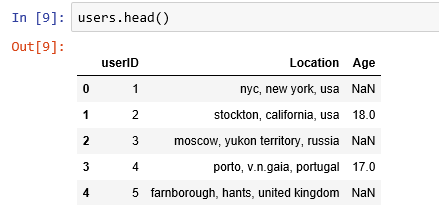 In [9]: users.head()
Out[9]:
userID Location Age
0 1 nyc, new york, usa NaN
1 2 stockton, california, usa 18.0
2 3 moscow, yukon territory, russia NaN
3 4 porto, v.n.gaia, portugal 17.0
4 5 farnborough, hants, united kingdom NaN